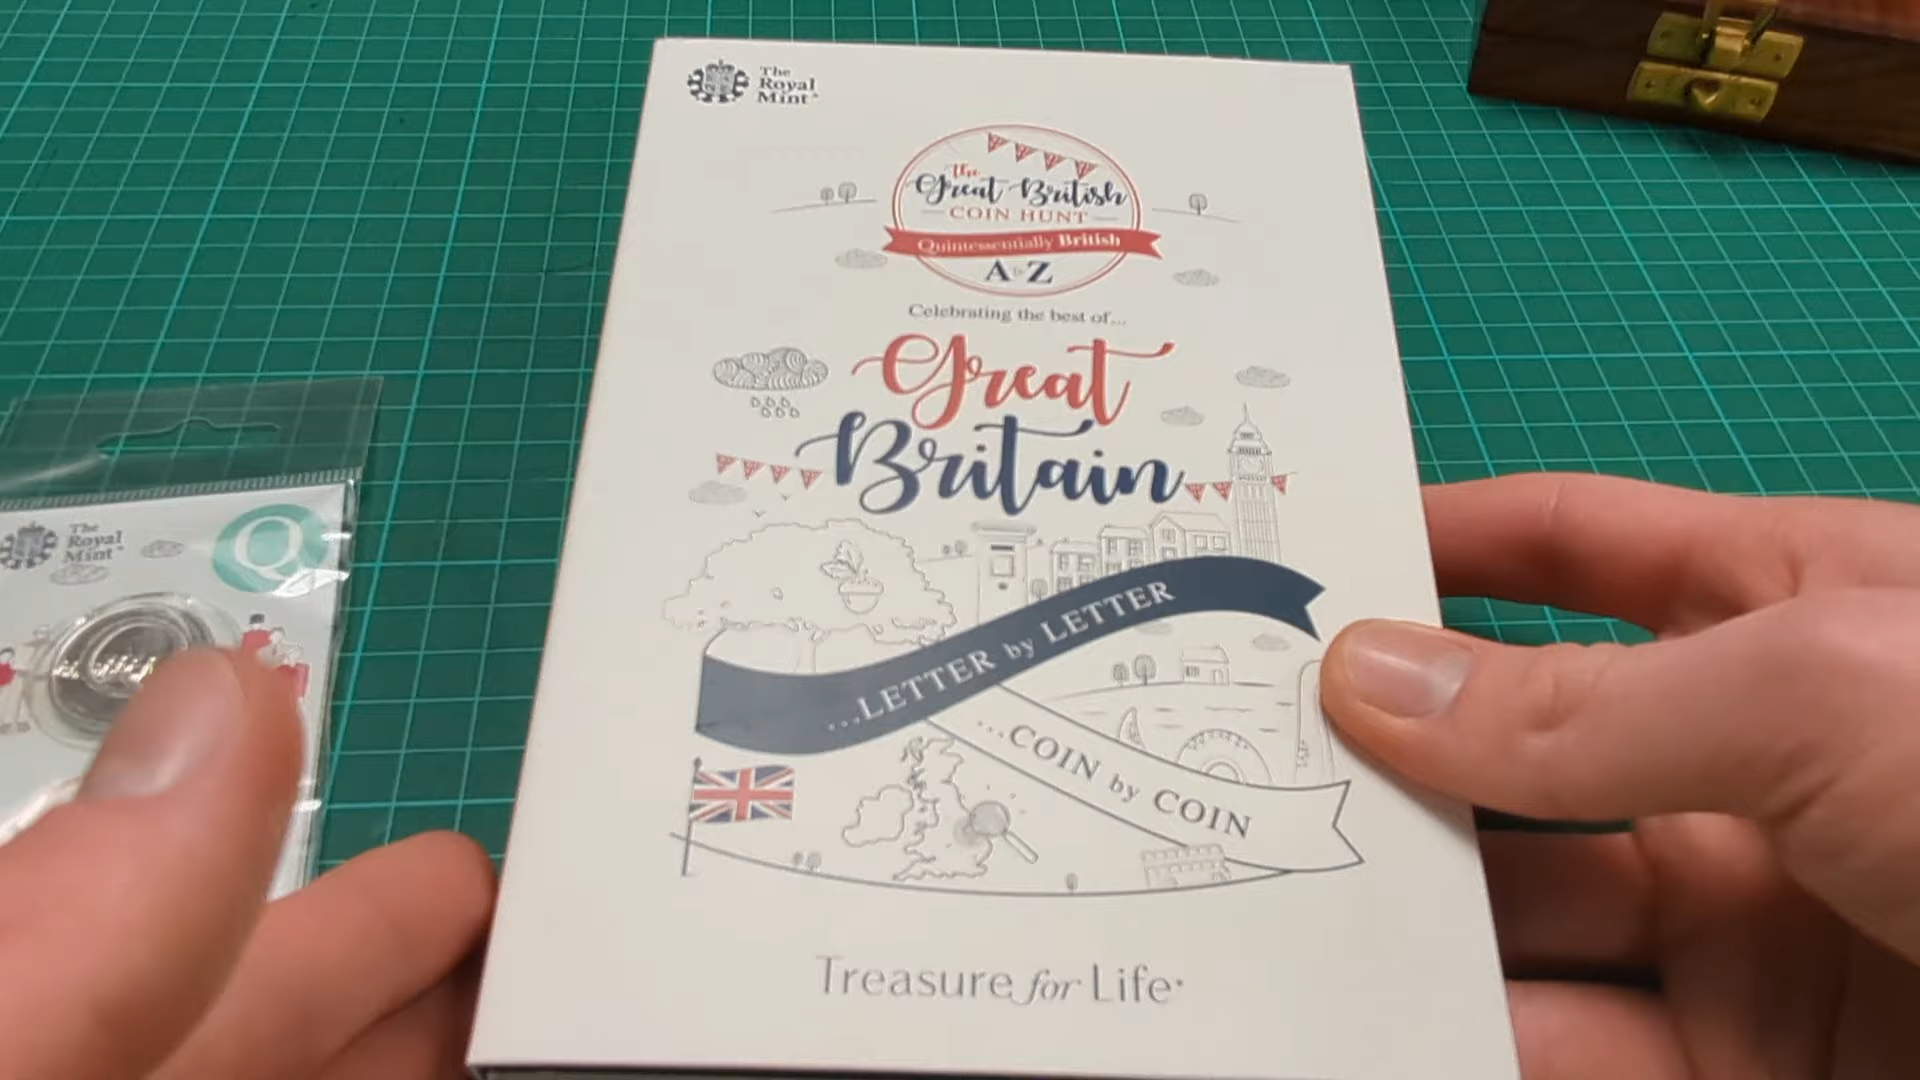 The
Royal
Mint
The
Great British
COIN HUNT
Quintessentially British
A to Z
Celebrating the best of...
Great
Britain
...LETTER by LETTER
...COIN by COIN
Treasure for Life
The
Royal
Mint
Q